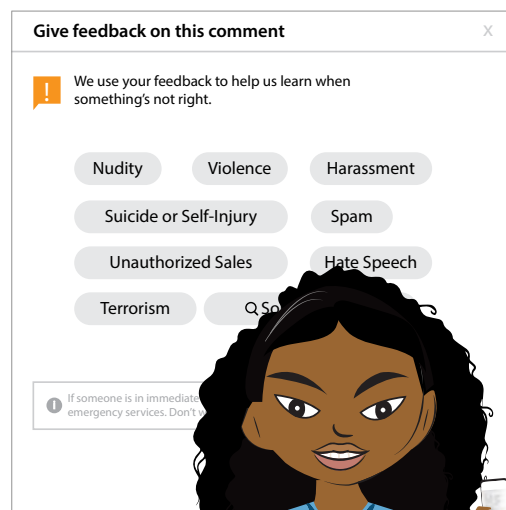 Give feedback on this comment X
We use your feedback to help us learn when
something's not right.
Nudity Violence Harassment
Suicide or Self-Injury Spam
Unauthorized Sales Hate Speech
Terrorism
If someone is in immediate
emergency services. Don't